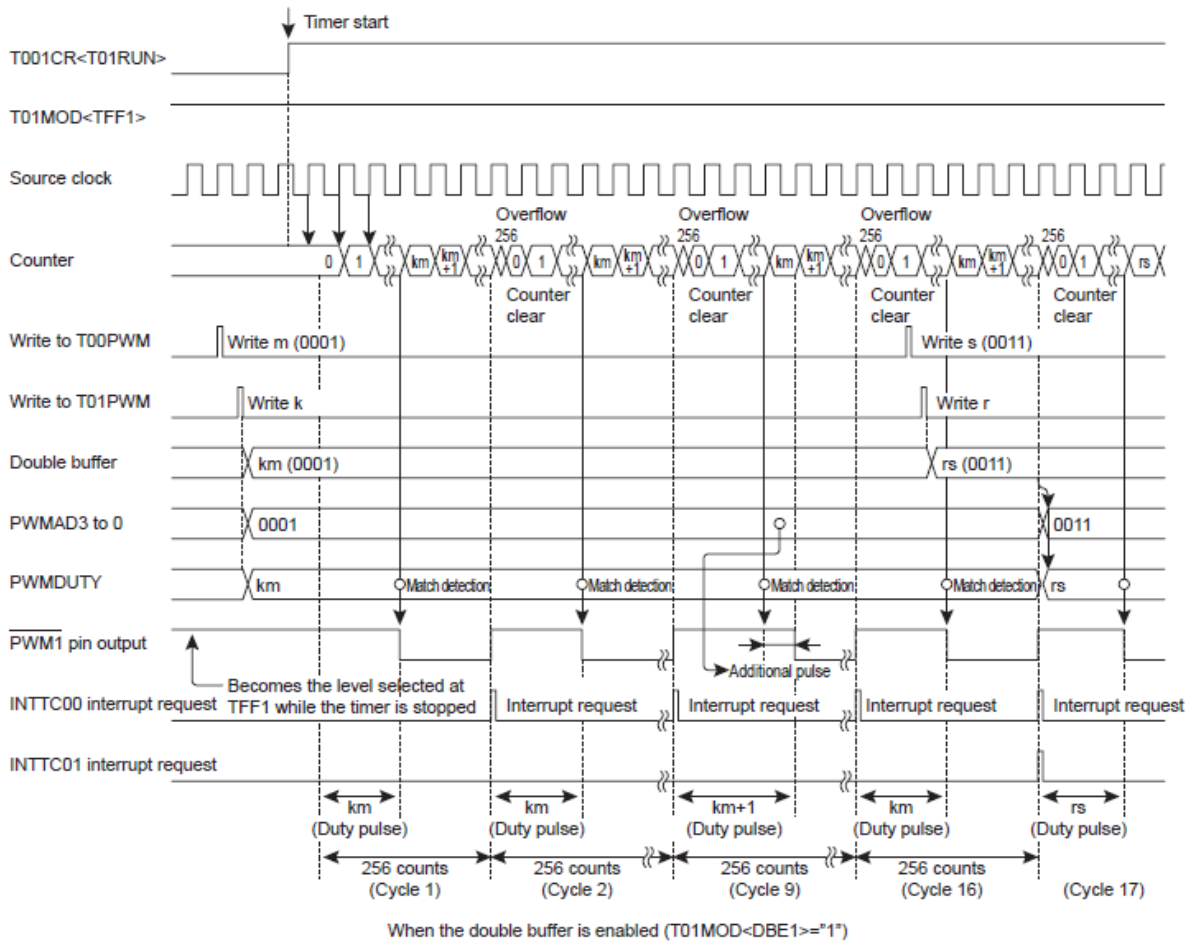 Timer start
T001CR<T01RUN>
T01MOD<TFF1>
Source clock
Overflow Overflow Overflow
256 256 256 256
Counter 0 1 km km+1 0 1 km km+1 0 1 km km+1 0 1 km km+1 0 1 rs
Counter clear Counter clear Counter clear Counter clear
Write to T00PWM Write m (0001) Write s (0011)
Write to T01PWM Write k Write r
Double buffer km (0001) rs (0011)
PWMAD3 to 0 0001 0011
PWMDUTY km Match detection Match detection Match detection Match detection rs
PWM1 pin output
Additional pulse
Becomes the level selected at
TFF1 while the timer is stopped
INTTC00 interrupt request Interrupt request Interrupt request Interrupt request Interrupt request
INTTC01 interrupt request
km km km+1 km rs
(Duty pulse) (Duty pulse) (Duty pulse) (Duty pulse) (Duty pulse)
256 counts 256 counts 256 counts 256 counts
(Cycle 1) (Cycle 2) (Cycle 9) (Cycle 16) (Cycle 17)
When the double buffer is enabled (T01MOD<DBE1>="1")